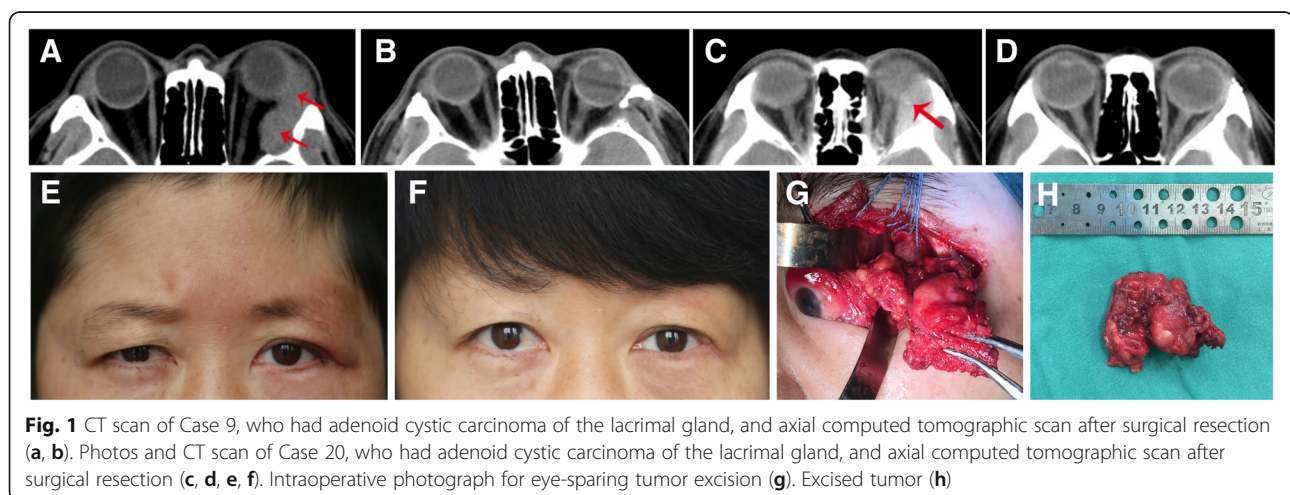 A
B
C
D
E
F
G
H
7 8 9 10 11 12 13 14 15
Fig. 1 CT scan of Case 9, who had adenoid cystic carcinoma of the lacrimal gland, and axial computed tomographic scan after surgical resection
(a, b). Photos and CT scan of Case 20, who had adenoid cystic carcinoma of the lacrimal gland, and axial computed tomographic scan after
surgical resection (c, d, e, f). Intraoperative photograph for eye-sparing tumor excision (g). Excised tumor (h)